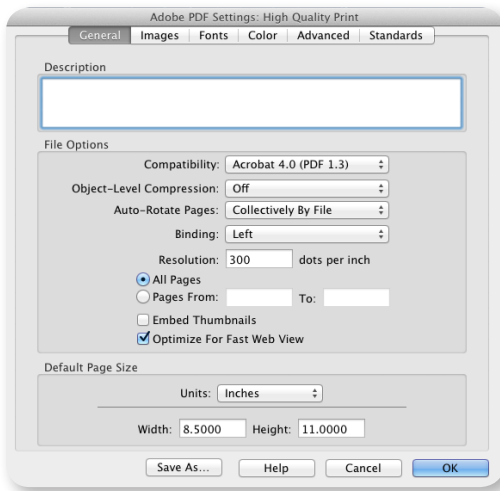 Adobe PDF Settings: High Quality Print
General Images Fonts Color Advanced Standards
Description
File Options
Compatibility: Acrobat 4.0 (PDF 1.3)
Object-Level Compression: Off
Auto-Rotate Pages: Collectively By File
Binding: Left
Resolution: 300 dots per inch
All Pages
Pages From: To:
Embed Thumbnails
Optimize For Fast Web View
Default Page Size
Units: Inches
Width: 8.5000 Height: 11.0000
Save As... Help Cancel OK